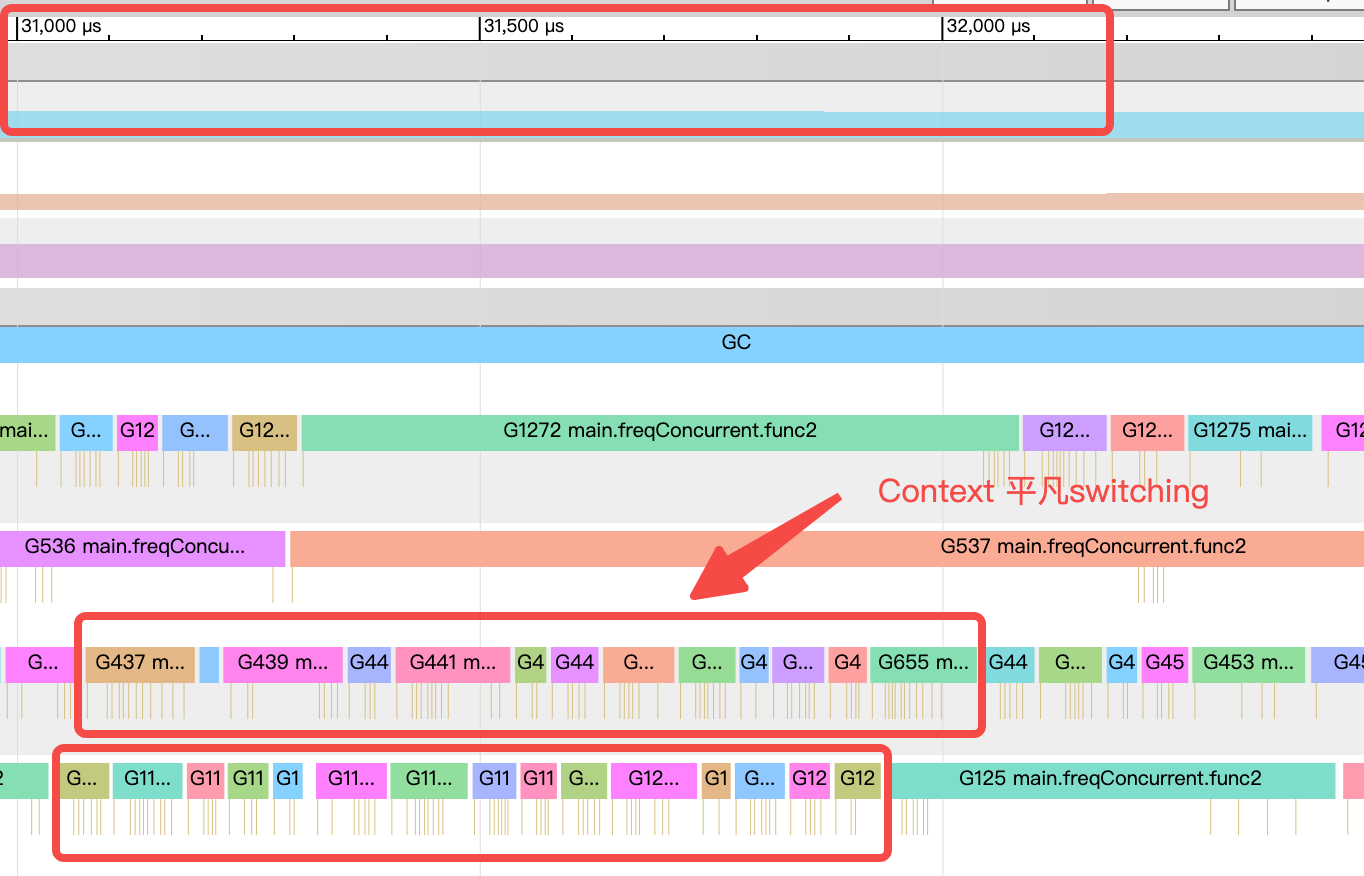 31,000 μs 31,500 μs 32,000 μs
GC
mai... G... G12 G... G12... G1272 main.freqConcurrent.func2 G12... G12... G1275 mai... G12
Context 平凡switching
G536 main.freqConcu... G537 main.freqConcurrent.func2
G... G437 m... G439 m... G44 G441 m... G4 G44 G... G... G4 G... G4 G655 m... G44 G... G4 G45 G453 m... G45
2 G... G11... G11 G11 G1 G11... G11... G11 G11 G... G12... G1 G... G12 G12 G125 main.freqConcurrent.func2